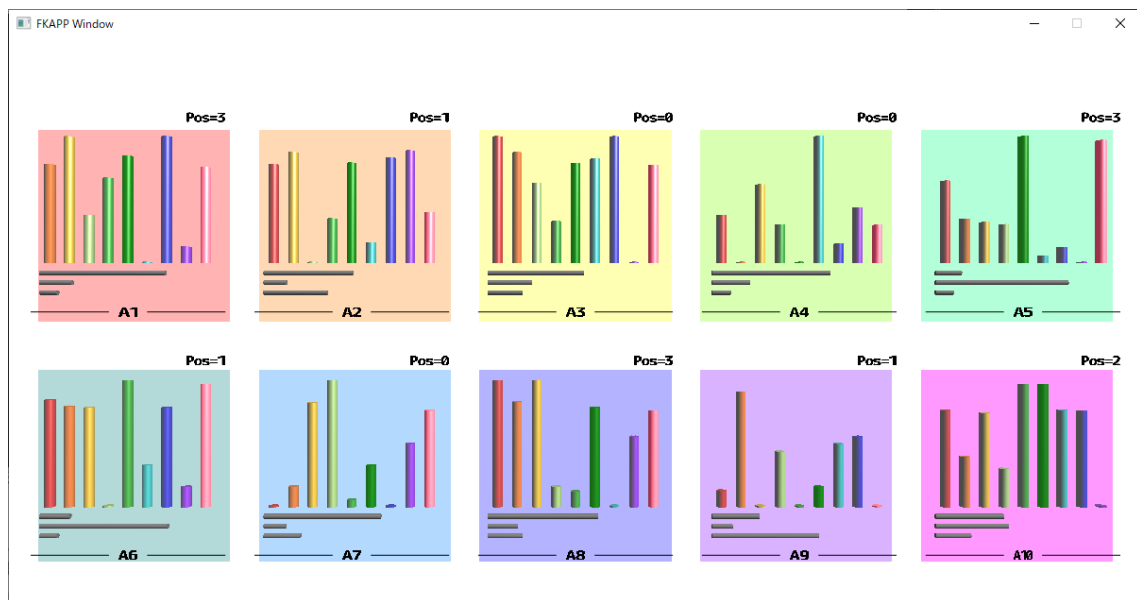 FKAPP Window
Pos=3 Pos=1 Pos=0 Pos=0 Pos=3
A1 A2 A3 A4 A5
Pos=1 Pos=0 Pos=3 Pos=1 Pos=2
A6 A7 A8 A9 A10